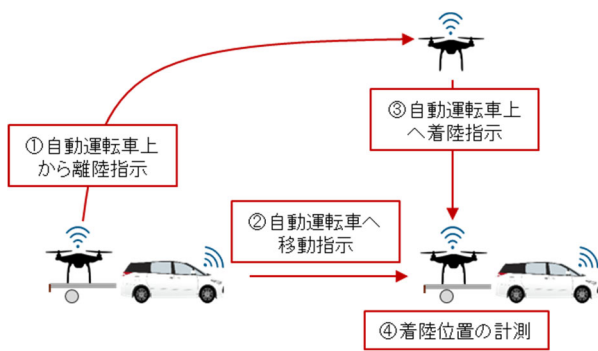 ①自動運転車上
から離陸指示
②自動運転車へ
移動指示
③自動運転車上
へ着陸指示
④着陸位置の計測